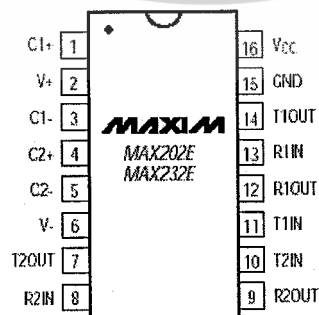 C1+ 1
V+ 2
C1- 3
C2+ 4
C2- 5
V- 6
T2OUT 7
R2IN 8
MAXIM
MAX202E
MAX232E
16 VCC
15 GND
14 T1OUT
13 R1IN
12 R1OUT
11 T1IN
10 T2IN
9 R2OUT